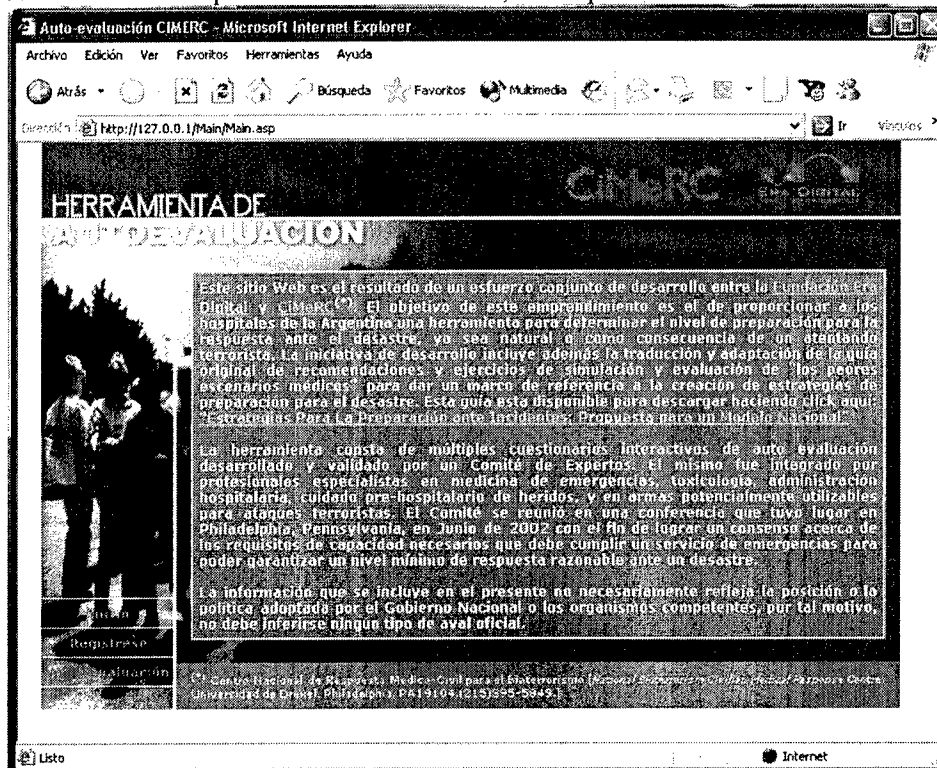 Auto-evaluación CIMERC - Microsoft Internet Explorer
Archivo Edición Ver Favoritos Herramientas Ayuda
Atrás Búsqueda Favoritos Multimedia
Dirección http://127.0.0.1/Main/Main.asp Ir Vínculos
CiMeRC ERA DIGITAL
HERRAMIENTA DE
AUTOEVALUACION
Este sitio Web es el resultado de un esfuerzo conjunto de desarrollo entre la Fundación Era
Digital y CiMeRC(*). El objetivo de este emprendimiento es el de proporcionar a los
hospitales de la Argentina una herramienta para determinar el nivel de preparación para la
respuesta ante el desastre, ya sea natural o como consecuencia de un atentando
terrorista. La iniciativa de desarrollo incluye además la traducción y adaptación de la guía
original de recomendaciones y ejercicios de simulación y evaluación de "los peores
escenarios médicos" para dar un marco de referencia a la creación de estrategias de
preparación para el desastre. Esta guía esta disponible para descargar haciendo click aquí:
"Estrategias Para La Preparación ante Incidentes: Propuesta para un Modelo Nacional"
La herramienta consta de múltiples cuestionarios interactivos de auto evaluación
desarrollado y validado por un Comité de Expertos. El mismo fue integrado por
profesionales especialistas en medicina de emergencias, toxicología, administración
hospitalaria, cuidado pre-hospitalario de heridos, y en armas potencialmente utilizables
para ataques terroristas. El Comité se reunió en una conferencia que tuvo lugar en
Philadelphia, Pennsylvania, en Junio de 2002 con el fin de lograr un consenso acerca de
los requisitos de capacidad necesarios que debe cumplir un servicio de emergencias para
poder garantizar un nivel mínimo de respuesta razonable ante un desastre.
La información que se incluye en el presente no necesariamente refleja la posición o la
política adoptada por el Gobierno Nacional o los organismos competentes, por tal motivo,
no debe inferirse ningún tipo de aval oficial.
Regístrese
(*) Centro Nacional de Respuesta Medico-Civil para el Bioterrorismo [National Bioterrorism Civilian Medical Response Center
Universidad de Drexel, Philadelphia, PA19104,(215)895-5949.]
Listo Internet